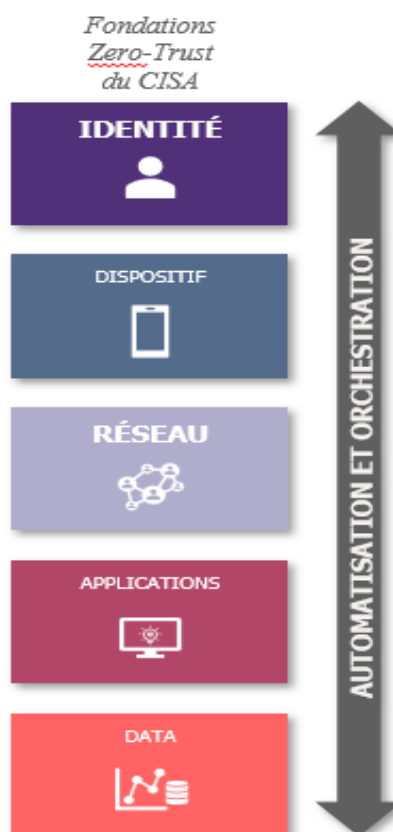 Fondations
Zero-Trust
du CISA
IDENTITÉ
DISPOSITIF
RÉSEAU
APPLICATIONS
DATA
AUTOMATISATION ET ORCHESTRATION